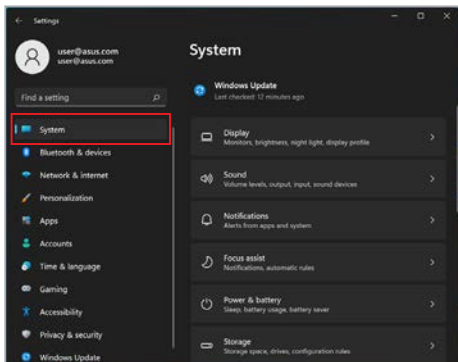 Settings
user@asus.com
user@asus.com
Find a setting
System
Bluetooth & devices
Network & internet
Personalization
Apps
Accounts
Time & language
Gaming
Accessibility
Privacy & security
Windows Update
System
Windows Update
Last checked: 12 minutes ago
Display
Monitors, brightness, night light, display profile
Sound
Volume levels, output, input, sound devices
Notifications
Alerts from apps and system
Focus assist
Notifications, automatic rules
Power & battery
Sleep, battery usage, battery saver
Storage
Storage space, drives, configuration rules